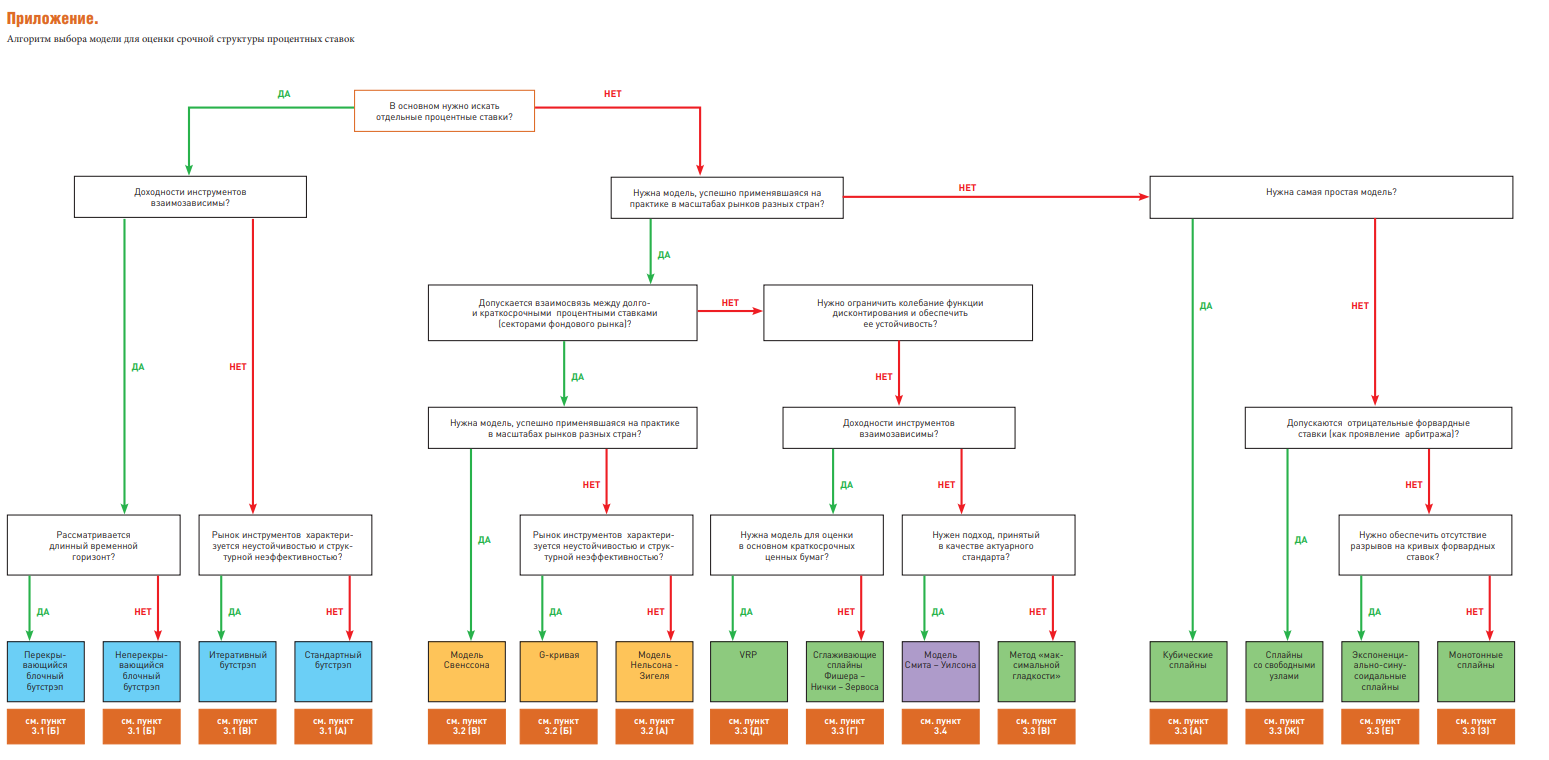 Приложение.
Алгоритм выбора модели для оценки срочной структуры процентных ставок
ДА
В основном нужно искать
отдельные процентные ставки?
НЕТ
Доходности инструментов
взаимозависимы?
Нужна модель, успешно применявшаяся на
практике в масштабах рынков разных стран?
НЕТ
Нужна самая простая модель?
ДА
Допускается взаимосвязь между долго-
и краткосрочными процентными ставками
(секторами фондового рынка)?
НЕТ
Нужно ограничить колебание функции
дисконтирования и обеспечить
ее устойчивость?
ДА
НЕТ
ДА
НЕТ
ДА
НЕТ
Нужна модель, успешно применявшаяся на практике
в масштабах рынков разных стран?
Доходности инструментов
взаимозависимы?
Допускаются отрицательные форвардные
ставки (как проявление арбитража)?
НЕТ
ДА
НЕТ
НЕТ
Рассматривается
длинный временной
горизонт?
Рынок инструментов характери-
зуется неустойчивостью и струк-
турной неэффективностью?
ДА
Рынок инструментов характери-
зуется неустойчивостью и струк-
турной неэффективностью?
Нужна модель для оценки
в основном краткосрочных
ценных бумаг?
Нужен подход, принятый
в качестве актуарного
стандарта?
ДА
Нужно обеспечить отсутствие
разрывов на кривых форвардных
ставок?
ДА
НЕТ
ДА
НЕТ
ДА
НЕТ
ДА
НЕТ
ДА
НЕТ
ДА
НЕТ
Перекры-
вающийся
блочный
бутстрэп
Неперекры-
вающийся
блочный
бутстрэп
Итеративный
бутстрэп
Стандартный
бутстрэп
Модель
Свенссона
G-кривая
Модель
Нельсона -
Зигеля
VRP
Сглаживающие
сплайны
Фишера –
Нички – Зервоса
Модель
Смита – Уилсона
Метод «мак-
симальной
гладкости»
Кубические
сплайны
Сплайны
со свободными
узлами
Экспоненци-
ально-сину-
соидальные
сплайны
Монотонные
сплайны
см. пункт
3.1 (Б)
см. пункт
3.1 (Б)
см. пункт
3.1 (В)
см. пункт
3.1 (А)
см. пункт
3.2 (В)
см. пункт
3.2 (Б)
см. пункт
3.2 (А)
см. пункт
3.3 (Д)
см. пункт
3.3 (Г)
см. пункт
3.4
см. пункт
3.3 (В)
см. пункт
3.3 (А)
см. пункт
3.3 (Ж)
см. пункт
3.3 (Е)
см. пункт
3.3 (З)